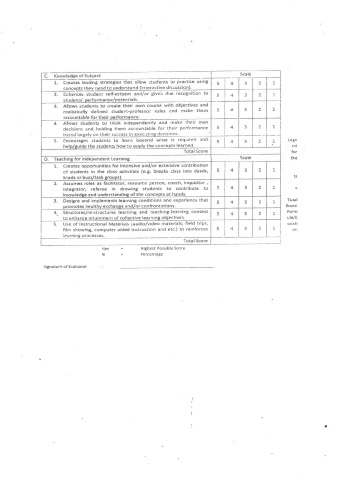 C. Knowledge of Subject Scale
1. Creates teaching strategies that allow students to practice using 5 4 3 2 1
concepts they need to understand (interactive discussion).
2. Enhances student self-esteem and/or gives due recognition to 5 4 3 2 1
students' performance/potentials.
3. Allows students to create their own course with objectives and 5 4 3 2 1
realistically defined student-professor rules and make them
accountable for their performance.
4. Allows students to think independently and make their own 5 4 3 2 1
decisions and holding them accountable for their performance
based largely on their success in executing decisions.
5. Encourages students to learn beyond what is required and 5 4 3 2 1
help/guide the students how to apply the concepts learned.
Total Score
D. Teaching for Independent Learning Scale
1. Creates opportunities for intensive and/or extensive contribution 5 4 3 2 1
of students in the class activities (e.g. breaks class into dyads,
triads or buzz/task groups).
2. Assumes roles as facilitator, resource person, coach, inquisitor, 5 4 3 2 1
integrator, referee in drawing students to contribute to
knowledge and understanding of the concepts at hands.
3. Designs and implements learning conditions and experience that 5 4 3 2 1
promotes healthy exchange and/or confrontations.
4. Structures/re-structures learning and teaching-learning context 5 4 3 2 1
to enhance attainment of collective learning objectives
5. Use of Instructional Materials (audio/video materials; field trips, 5 4 3 2 1
film showing, computer aided instruction and etc.) to reinforces
learning processes.
Total Score
Hps = Highest Possible Score
% = Percentage
Signature of Evaluator
Total
Score